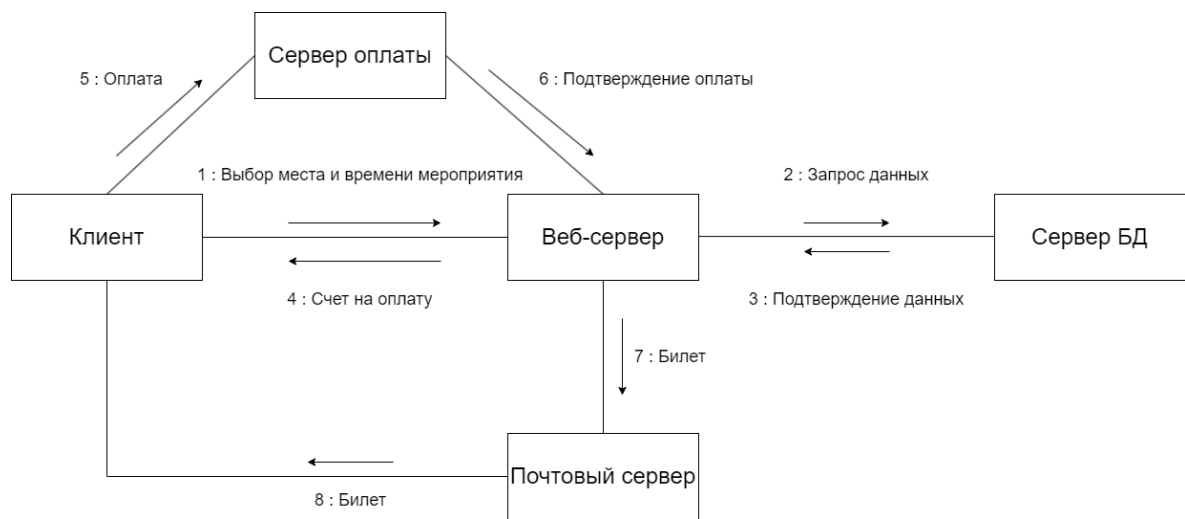 Сервер оплаты
5 : Оплата
6 : Подтверждение оплаты
1 : Выбор места и времени мероприятия
2 : Запрос данных
Клиент
Веб-сервер
Сервер БД
4 : Счет на оплату
3 : Подтверждение данных
7 : Билет
Почтовый сервер
8 : Билет